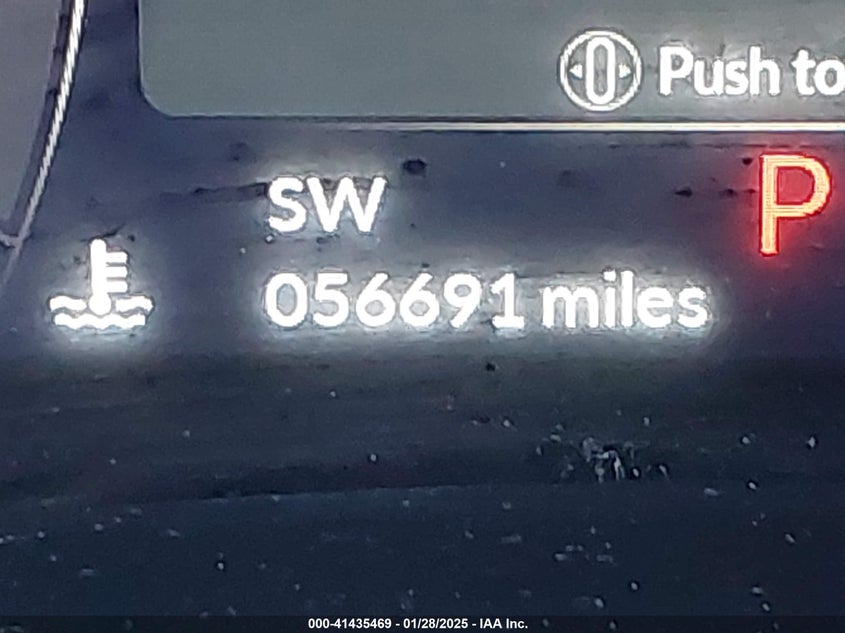 Push to
SW
P
056691 miles
000-41435469 - 01/28/2025 - IAA Inc.